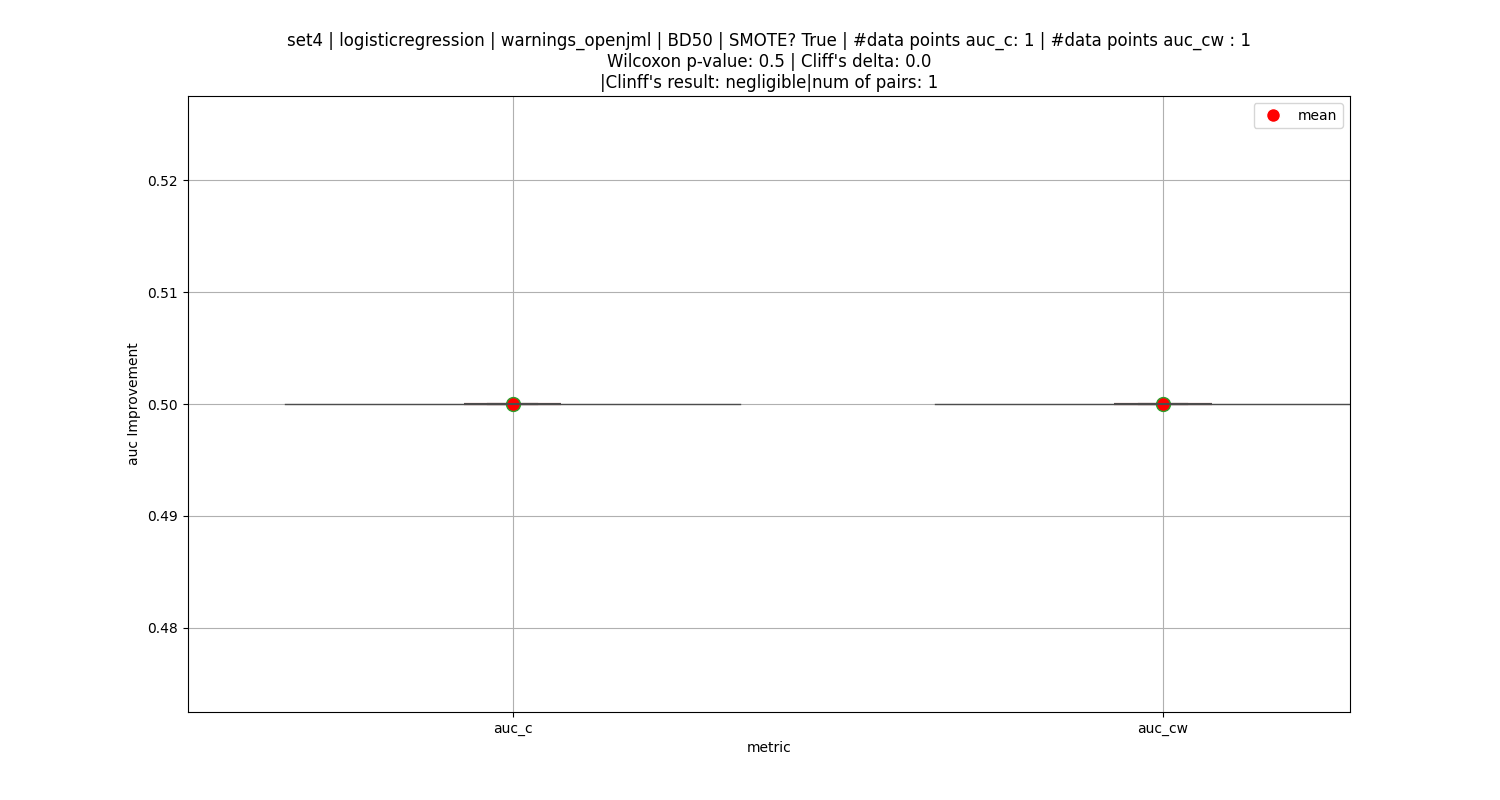 set4 | logisticregression | warnings_openjml | BD50 | SMOTE? True | #data points auc_c: 1 | #data points auc_cw : 1
Wilcoxon p-value: 0.5 | Cliff's delta: 0.0
|Clinff's result: negligible|num of pairs: 1
mean
0.52
0.51
0.50
0.49
0.48
auc Improvement
auc_c
auc_cw
metric